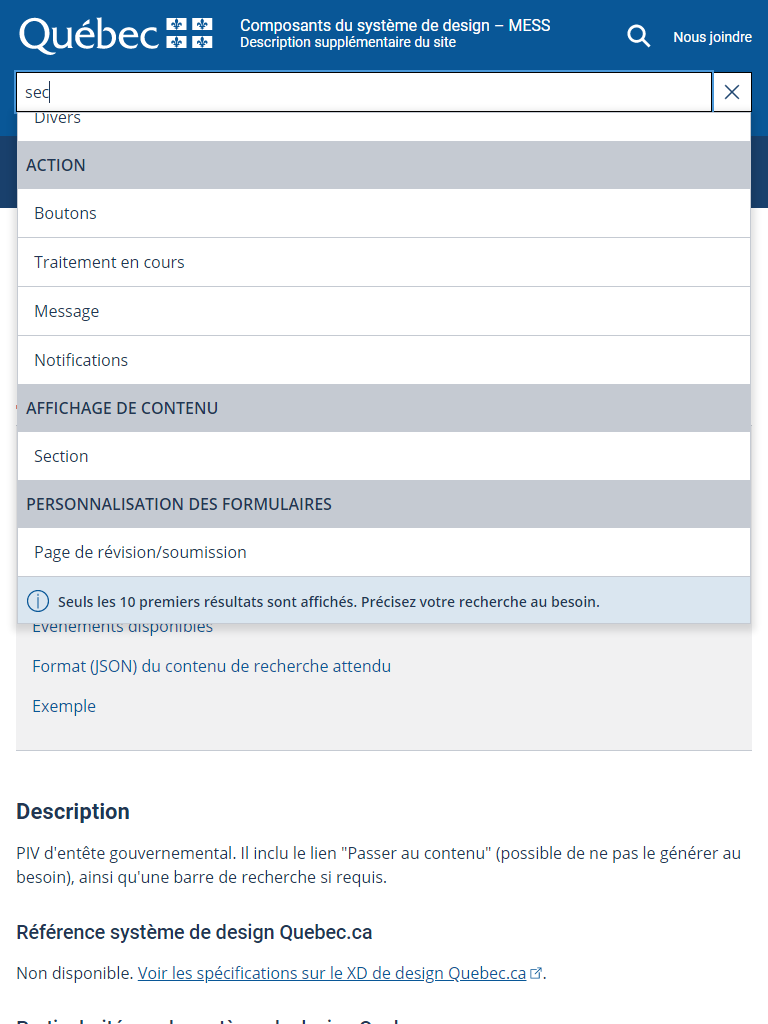 Québec
Composants du système de design – MESS
Description supplémentaire du site
Nous joindre
sec
Divers
ACTION
Boutons
Traitement en cours
Message
Notifications
AFFICHAGE DE CONTENU
Section
PERSONNALISATION DES FORMULAIRES
Page de révision/soumission
Seuls les 10 premiers résultats sont affichés. Précisez votre recherche au besoin.
Événements disponibles
Format (JSON) du contenu de recherche attendu
Exemple
Description
PIV d'entête gouvernemental. Il inclu le lien "Passer au contenu" (possible de ne pas le générer au
besoin), ainsi qu'une barre de recherche si requis.
Référence système de design Quebec.ca
Non disponible. Voir les spécifications sur le XD de design Quebec.ca.